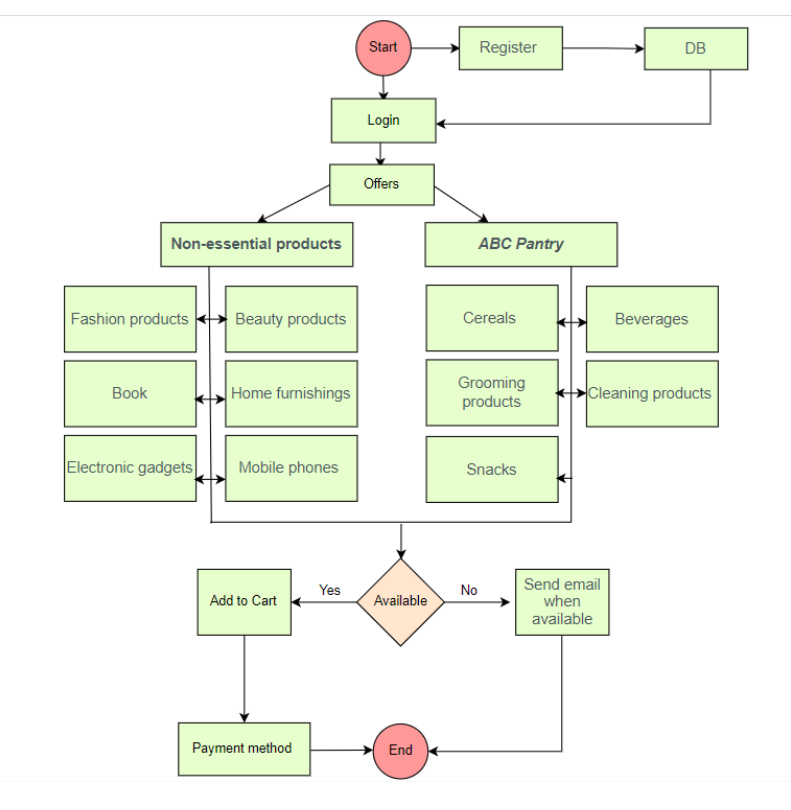 Start
Register
DB
Login
Offers
Non-essential products
ABC Pantry
Fashion products
Beauty products
Cereals
Beverages
Book
Home furnishings
Grooming
products
Cleaning products
Electronic gadgets
Mobile phones
Snacks
Add to Cart
Yes
Available
No
Send email
when
available
Payment method
End